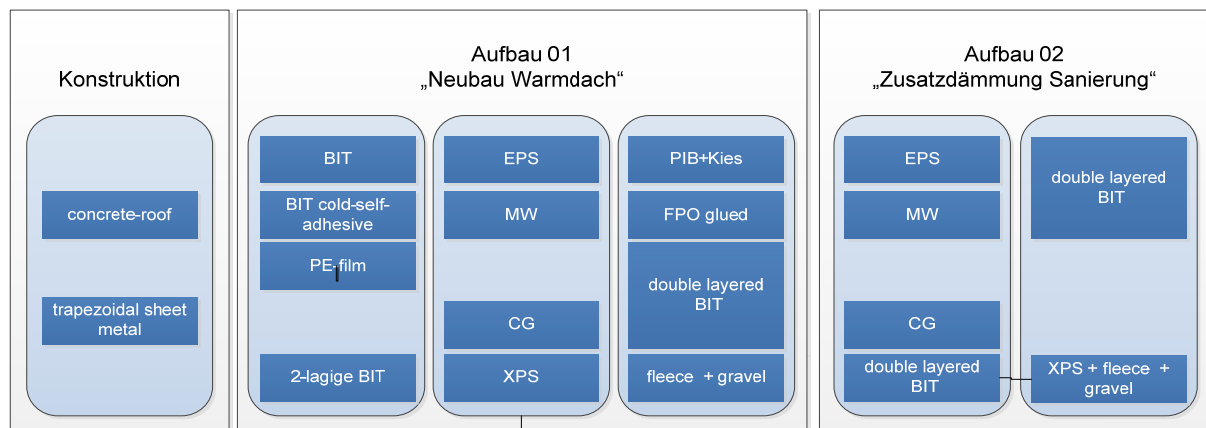 Konstruktion
concrete-roof
trapezoidal sheet
metal
Aufbau 01
„Neubau Warmdach“
BIT
BIT cold-self-
adhesive
PE-film
2-lagige BIT
EPS
MW
CG
XPS
PIB+Kies
FPO glued
double layered
BIT
fleece + gravel
Aufbau 02
„Zusatzdämmung Sanierung“
EPS
MW
CG
double layered
BIT
double layered
BIT
XPS + fleece +
gravel